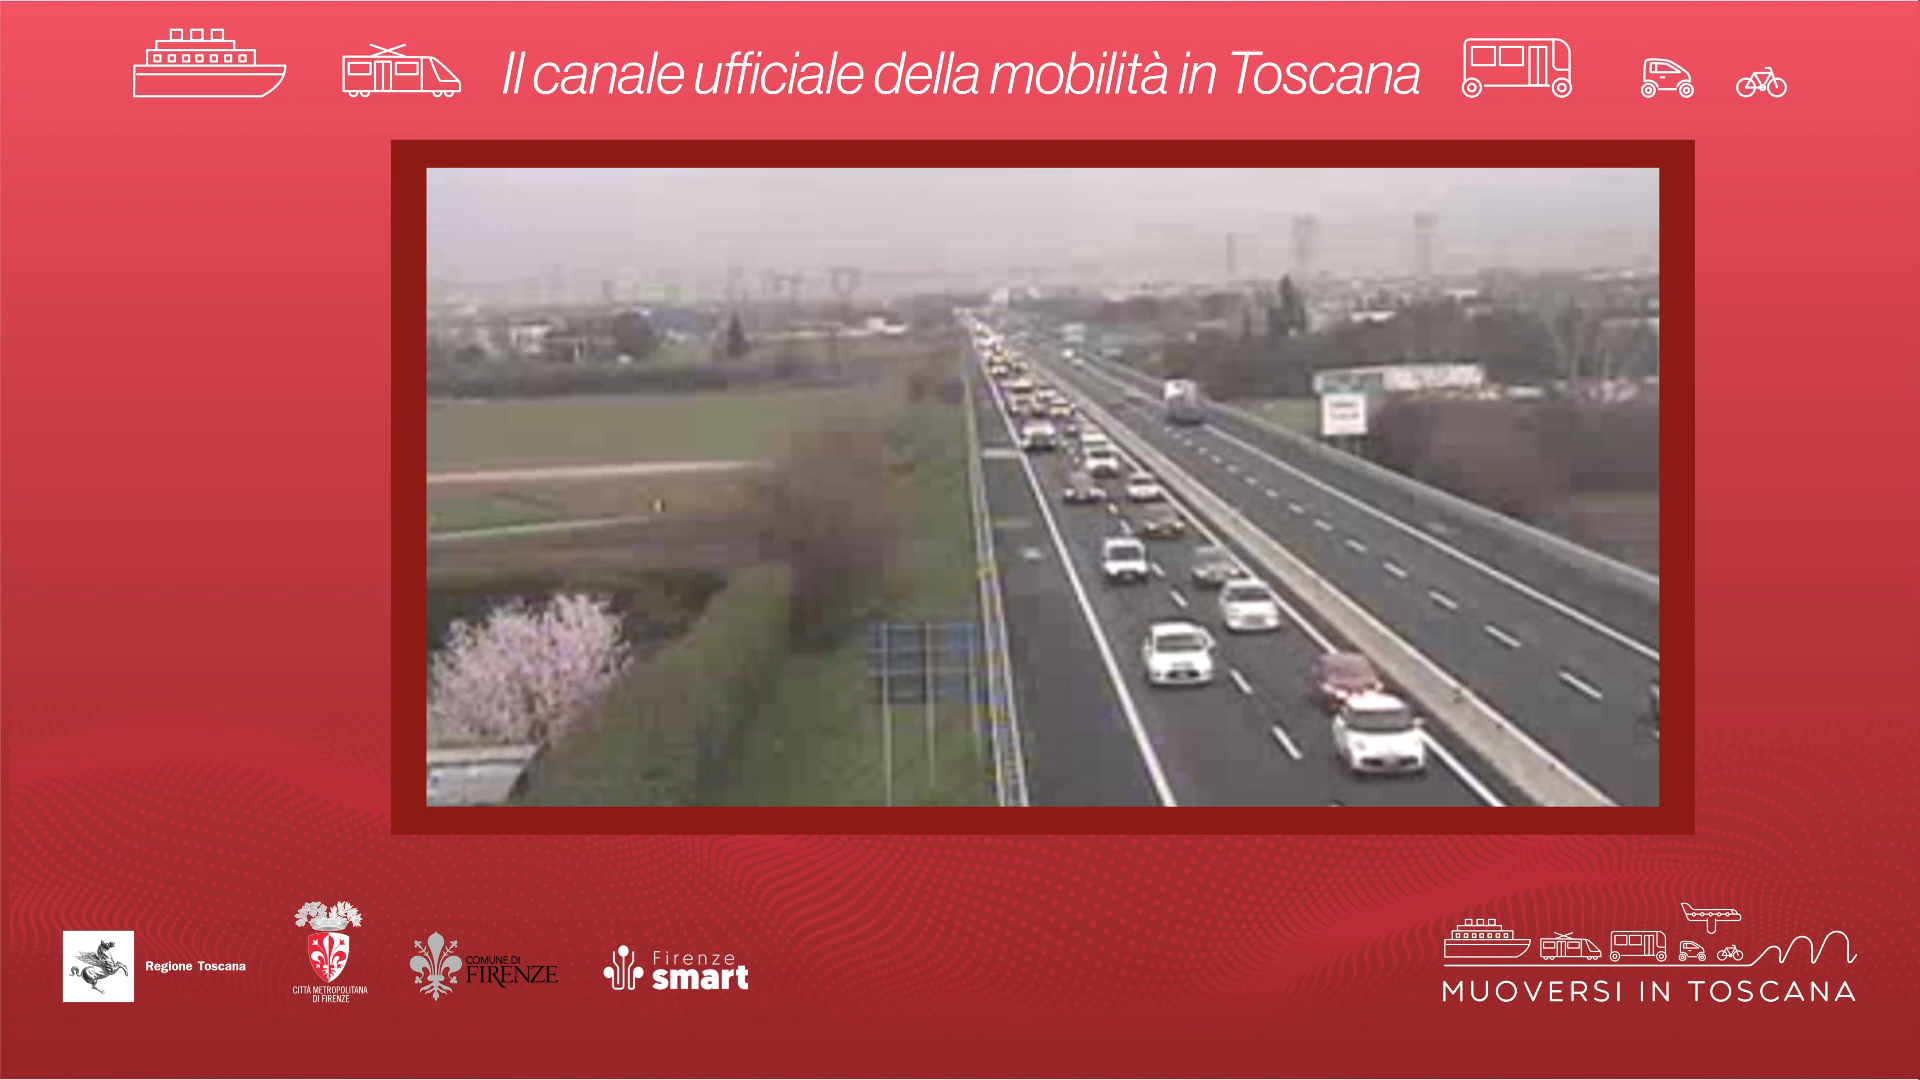 Il canale ufficiale della mobilità in Toscana
Regione Toscana
CITTÀ METROPOLITANA
DI FIRENZE
COMUNE DI
FIRENZE
Firenze
smart
MUOVERSI IN TOSCANA